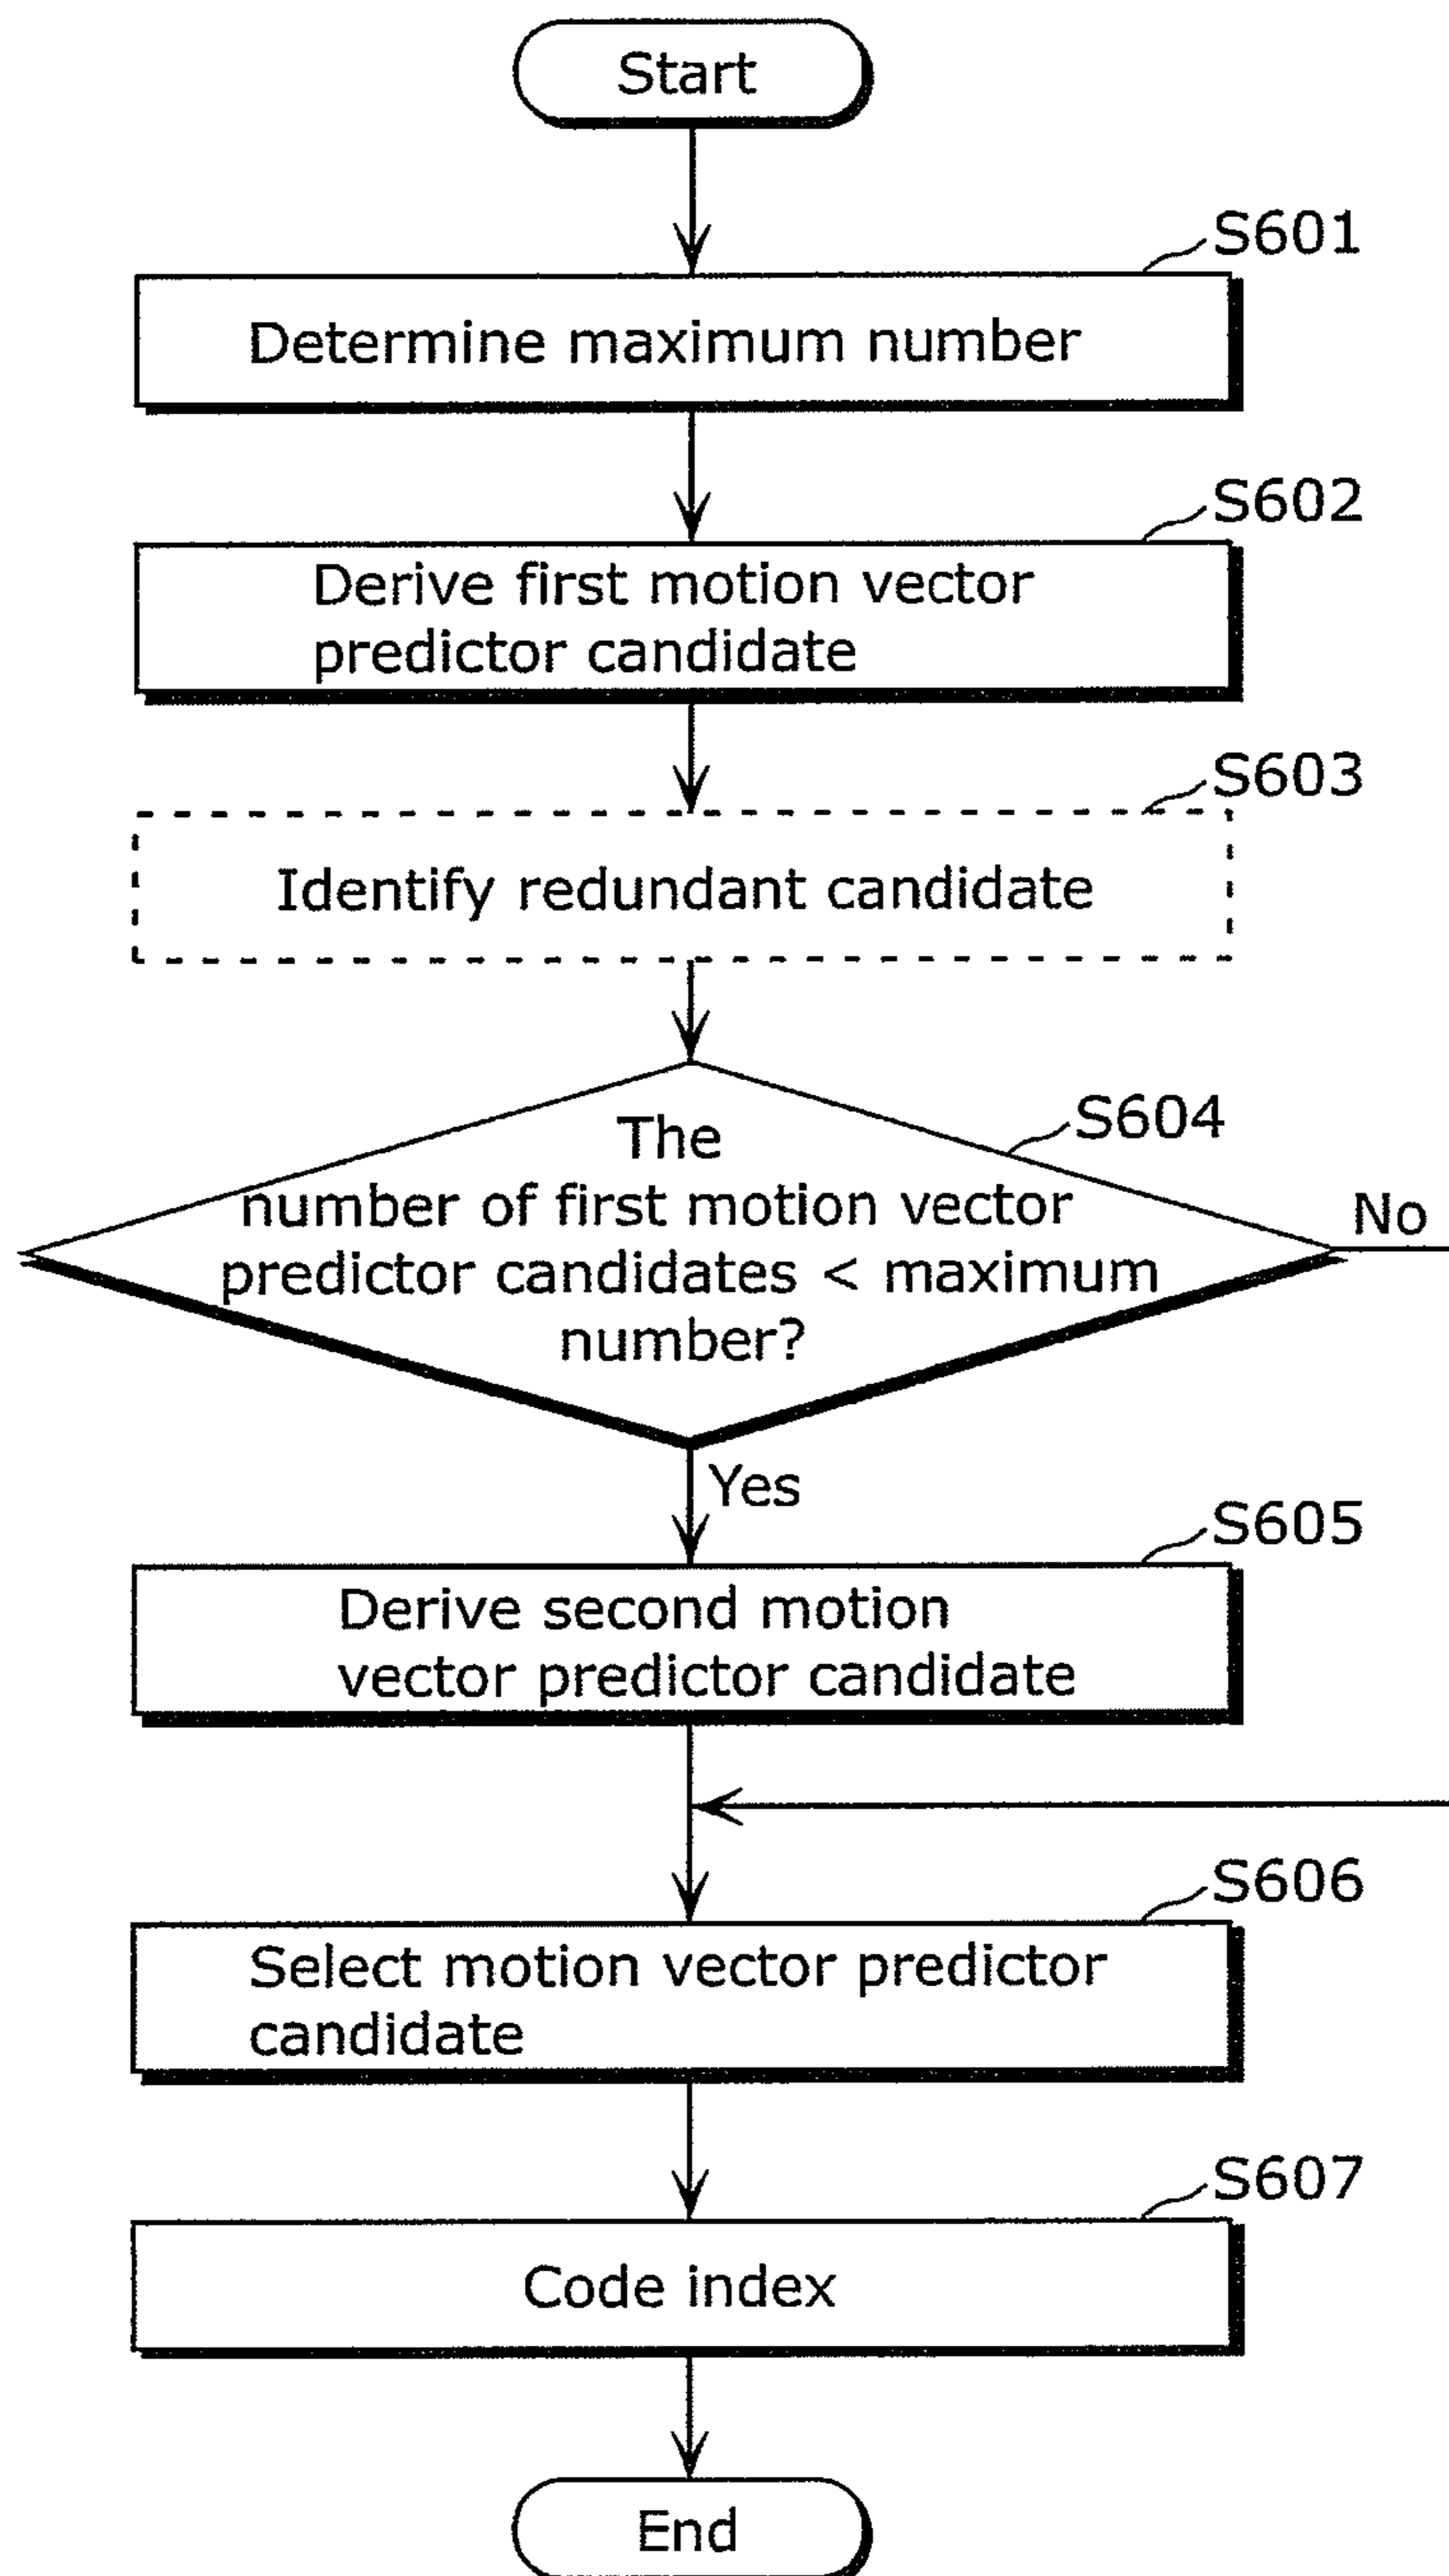 Start
S601
Determine maximum number
S602
Derive first motion vector
predictor candidate
S603
Identify redundant candidate
S604
The
number of first motion vector
predictor candidates < maximum
number?
No
Yes
S605
Derive second motion
vector predictor candidate
S606
Select motion vector predictor
candidate
S607
Code index
End